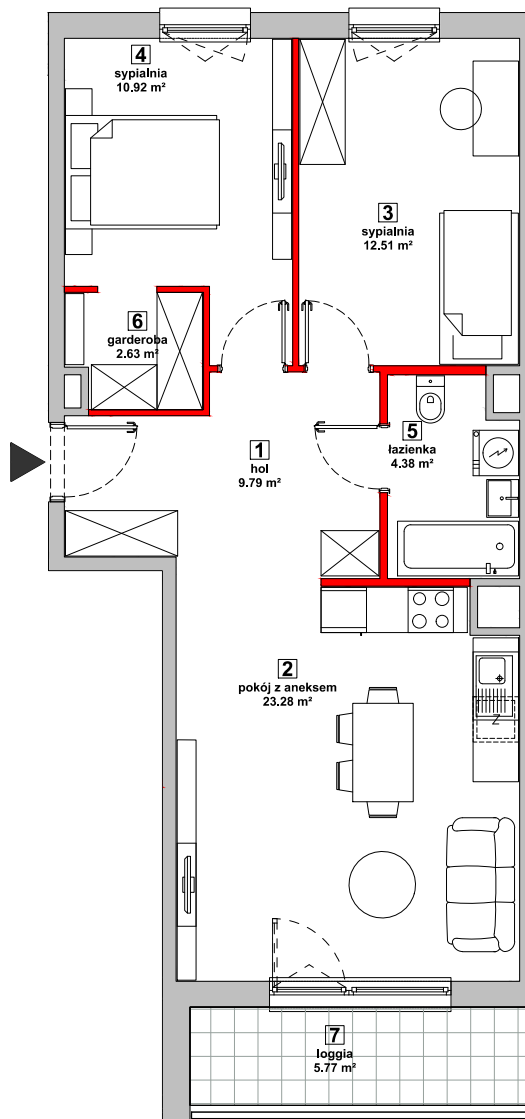 4
sypialnia
10.92 m²
3
sypialnia
12.51 m²
6
garderoba
2.63 m²
5
łazienka
4.38 m²
1
hol
9.79 m²
2
pokój z aneksem
23.28 m²
Z
7
loggia
5.77 m²